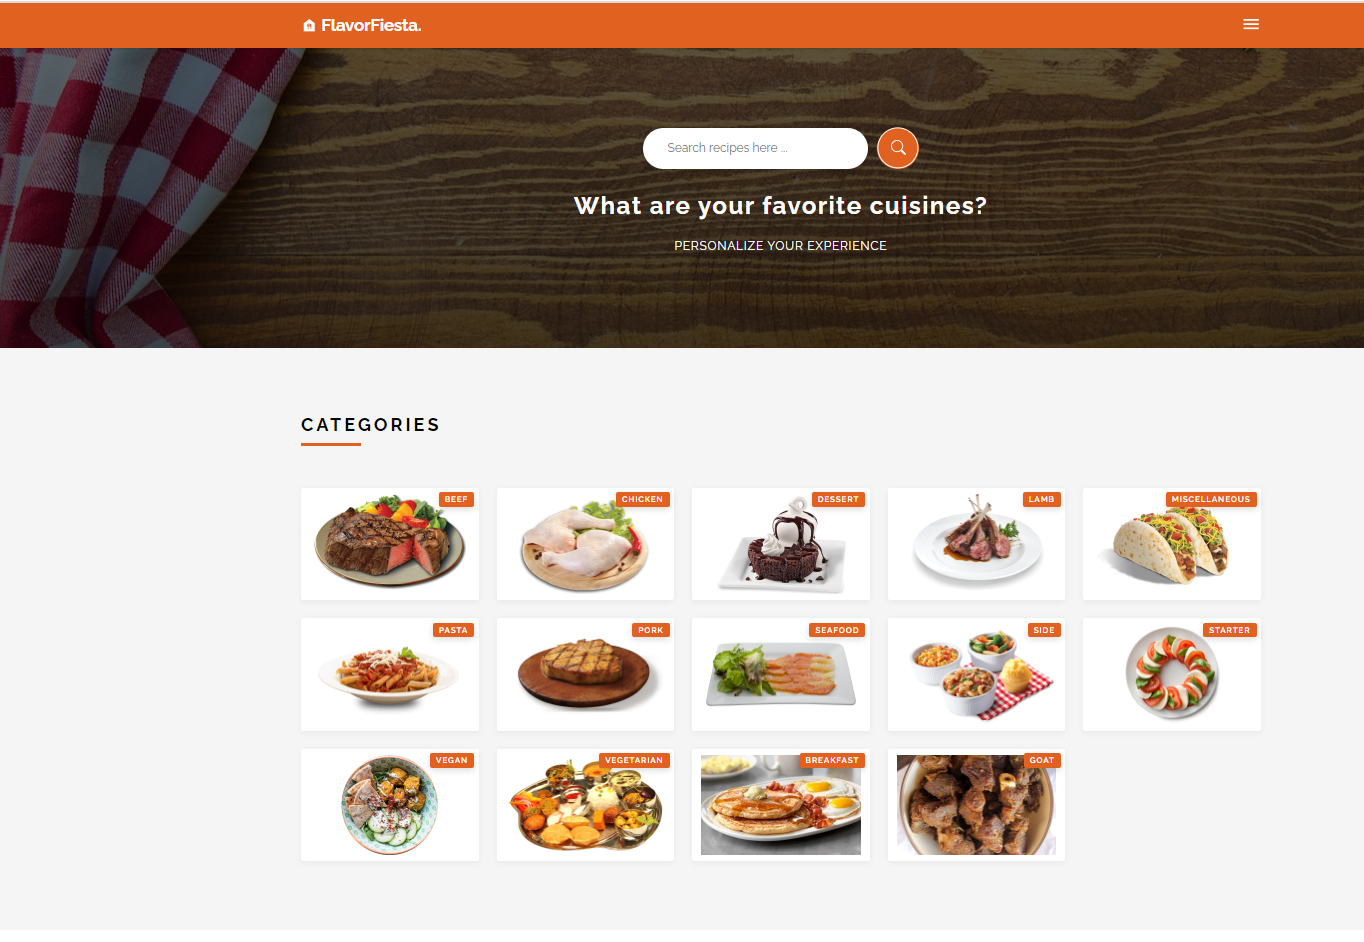 FlavorFiesta.
Search recipes here ...
What are your favorite cuisines?
PERSONALIZE YOUR EXPERIENCE
CATEGORIES
BEEF
CHICKEN
DESSERT
LAMB
MISCELLANEOUS
PASTA
PORK
SEAFOOD
SIDE
STARTER
VEGAN
VEGETARIAN
BREAKFAST
GOAT